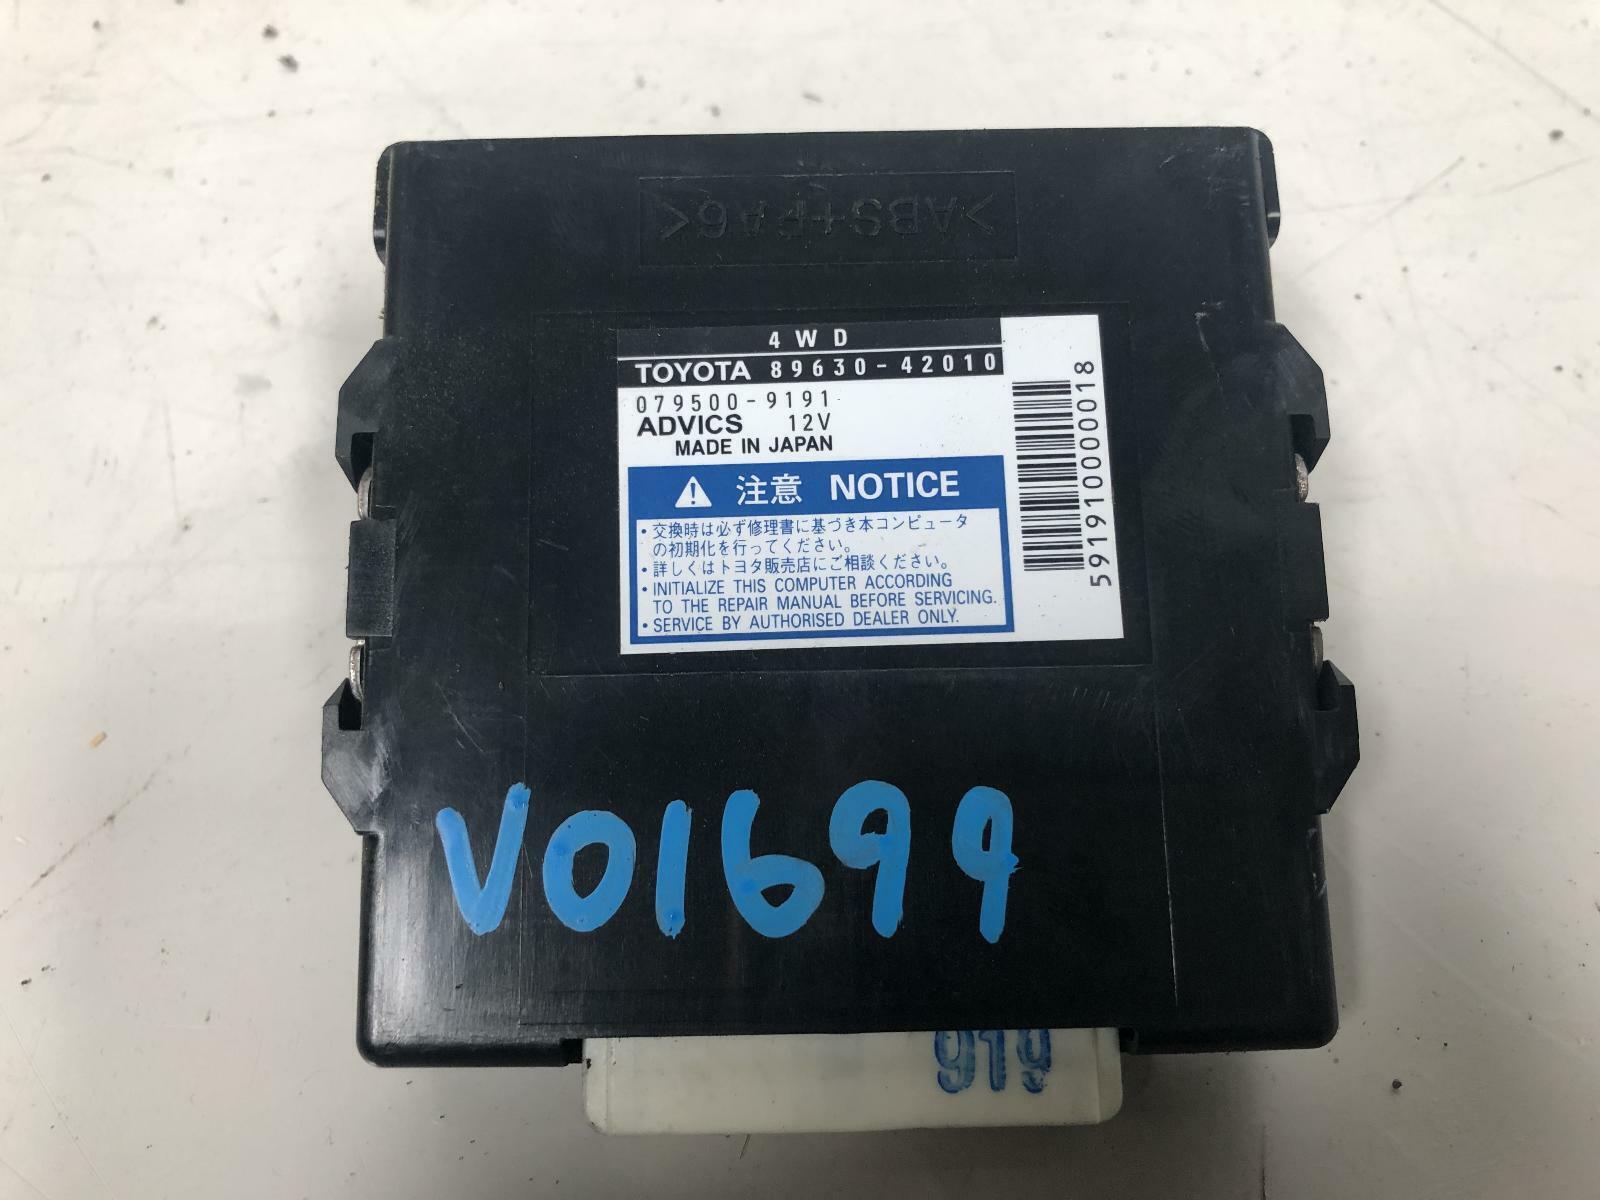 >ABS+PA6<
4WD
TOYOTA 89630-42010
079500-9191
ADVICS 12V
MADE IN JAPAN
注意 NOTICE
・交換時は必ず修理書に基づき本コンピュータ
の初期化を行ってください。
・詳しくはトヨタ販売店にご相談ください。
・INITIALIZE THIS COMPUTER ACCORDING
TO THE REPAIR MANUAL BEFORE SERVICING.
・SERVICE BY AUTHORISED DEALER ONLY.
591910000018
V01699
919